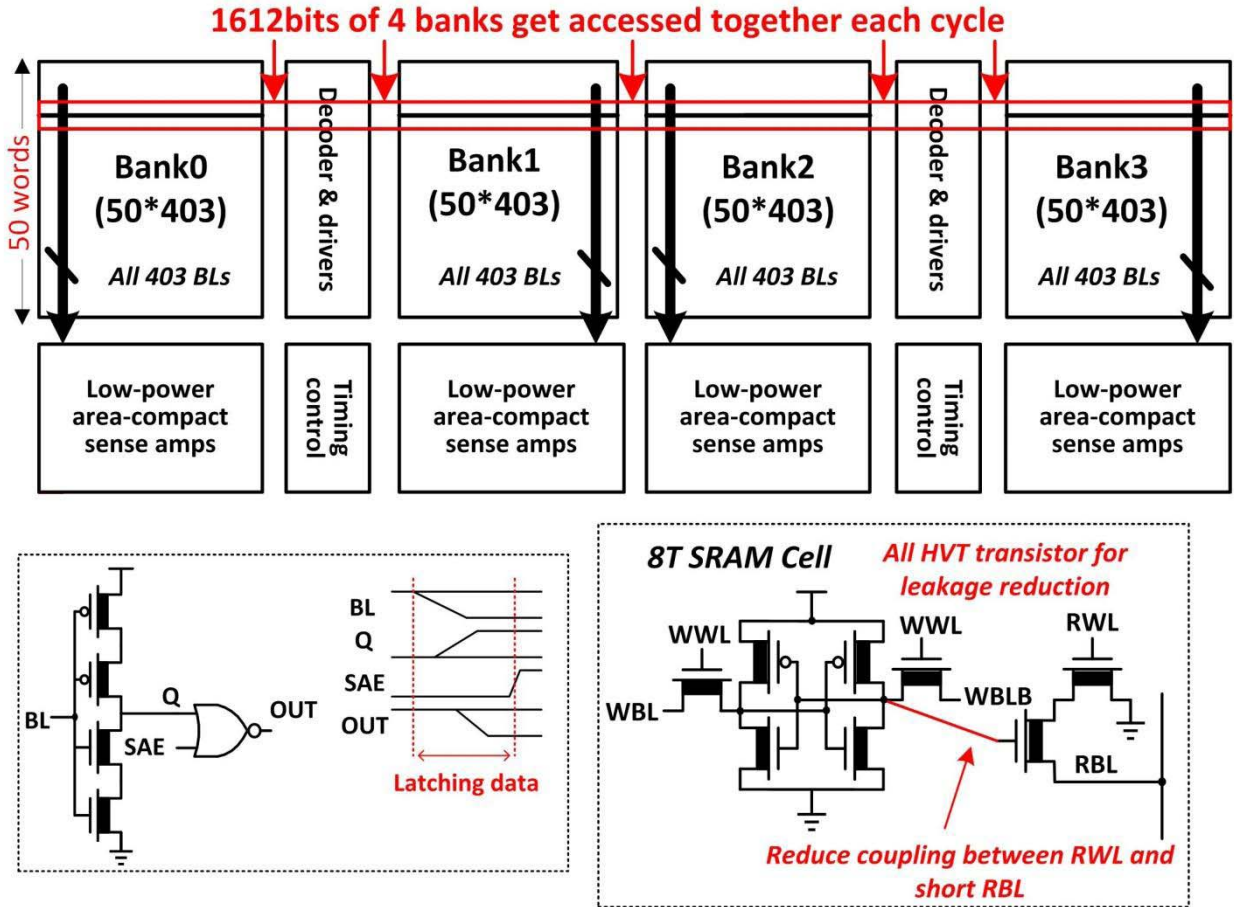 1612bits of 4 banks get accessed together each cycle
50 words
Bank0
(50*403)
All 403 BLs
Decoder & drivers
Bank1
(50*403)
All 403 BLs
Bank2
(50*403)
All 403 BLs
Decoder & drivers
Bank3
(50*403)
All 403 BLs
Low-power
area-compact
sense amps
Timing
control
Low-power
area-compact
sense amps
Low-power
area-compact
sense amps
Timing
control
Low-power
area-compact
sense amps
BL
Q
SAE
OUT
BL
Q
SAE
OUT
Latching data
8T SRAM Cell
All HVT transistor for
leakage reduction
WWL
WBL
WWL
WBLB
RWL
RBL
Reduce coupling between RWL and
short RBL